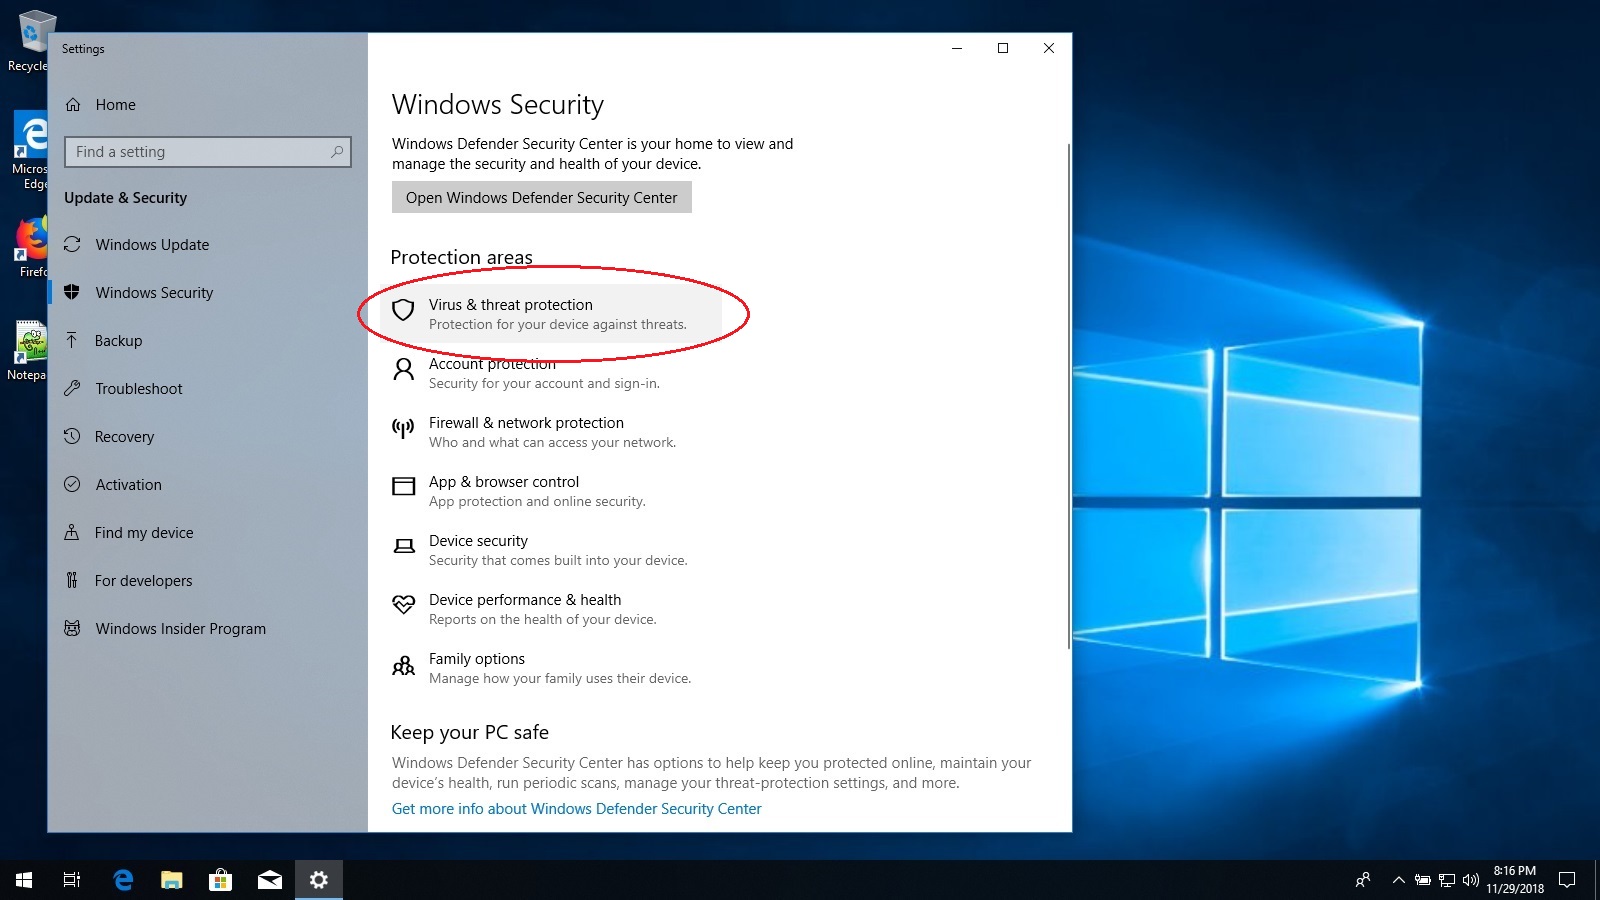 Recycle
Micros
Edge
Firefo
Notepa
Settings
Home
Find a setting
Update & Security
Windows Update
Windows Security
Backup
Troubleshoot
Recovery
Activation
Find my device
For developers
Windows Insider Program
Windows Security
Windows Defender Security Center is your home to view and
manage the security and health of your device.
Open Windows Defender Security Center
Protection areas
Virus & threat protection
Protection for your device against threats.
Account protection
Security for your account and sign-in.
Firewall & network protection
Who and what can access your network.
App & browser control
App protection and online security.
Device security
Security that comes built into your device.
Device performance & health
Reports on the health of your device.
Family options
Manage how your family uses their device.
Keep your PC safe
Windows Defender Security Center has options to help keep you protected online, maintain your
device's health, run periodic scans, manage your threat-protection settings, and more.
Get more info about Windows Defender Security Center
8:16 PM
11/29/2018